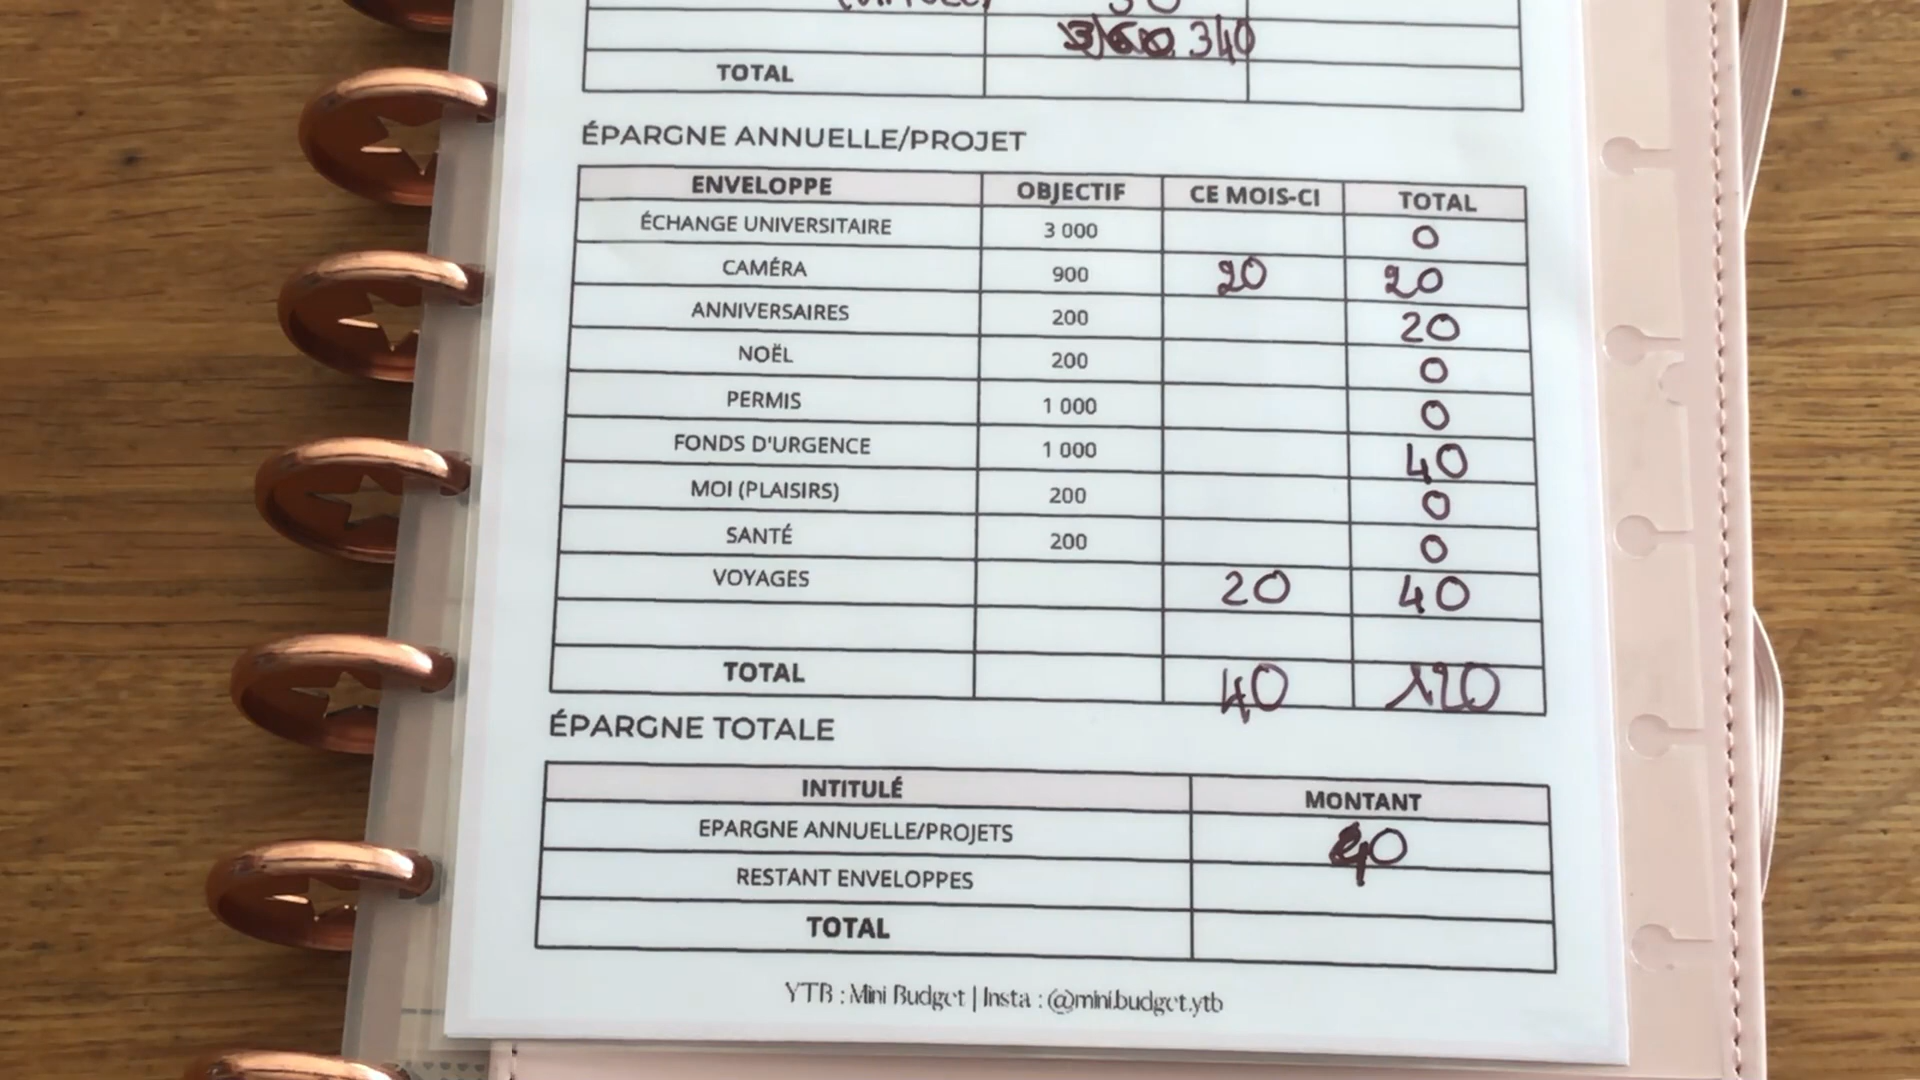 340
TOTAL
ÉPARGNE ANNUELLE/PROJET
ENVELOPPE OBJECTIF CE MOIS-CI TOTAL
ÉCHANGE UNIVERSITAIRE 3 000 0
CAMÉRA 900 20 20
ANNIVERSAIRES 200 20
NOËL 200 0
PERMIS 1 000 0
FONDS D'URGENCE 1 000 40
MOI (PLAISIRS) 200 0
SANTÉ 200 0
VOYAGES 20 40
TOTAL 40 120
ÉPARGNE TOTALE
INTITULÉ MONTANT
EPARGNE ANNUELLE/PROJETS 40
RESTANT ENVELOPPES
TOTAL
YTB : Mini Budget | Insta : @mini.budget.ytb